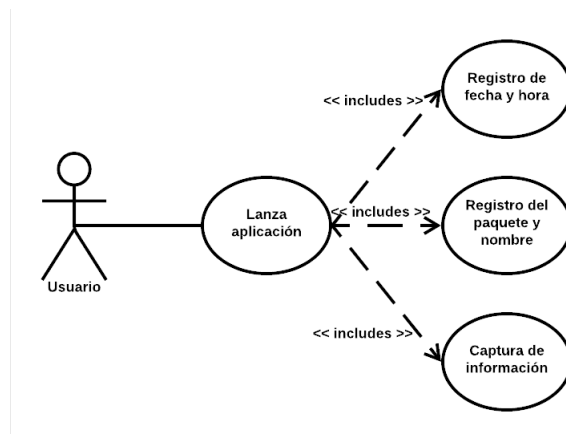 Registro de
fecha y hora
<< includes >>
Lanza
aplicación
<< includes >>
Registro del
paquete y
nombre
Usuario
<< includes >>
Captura de
información